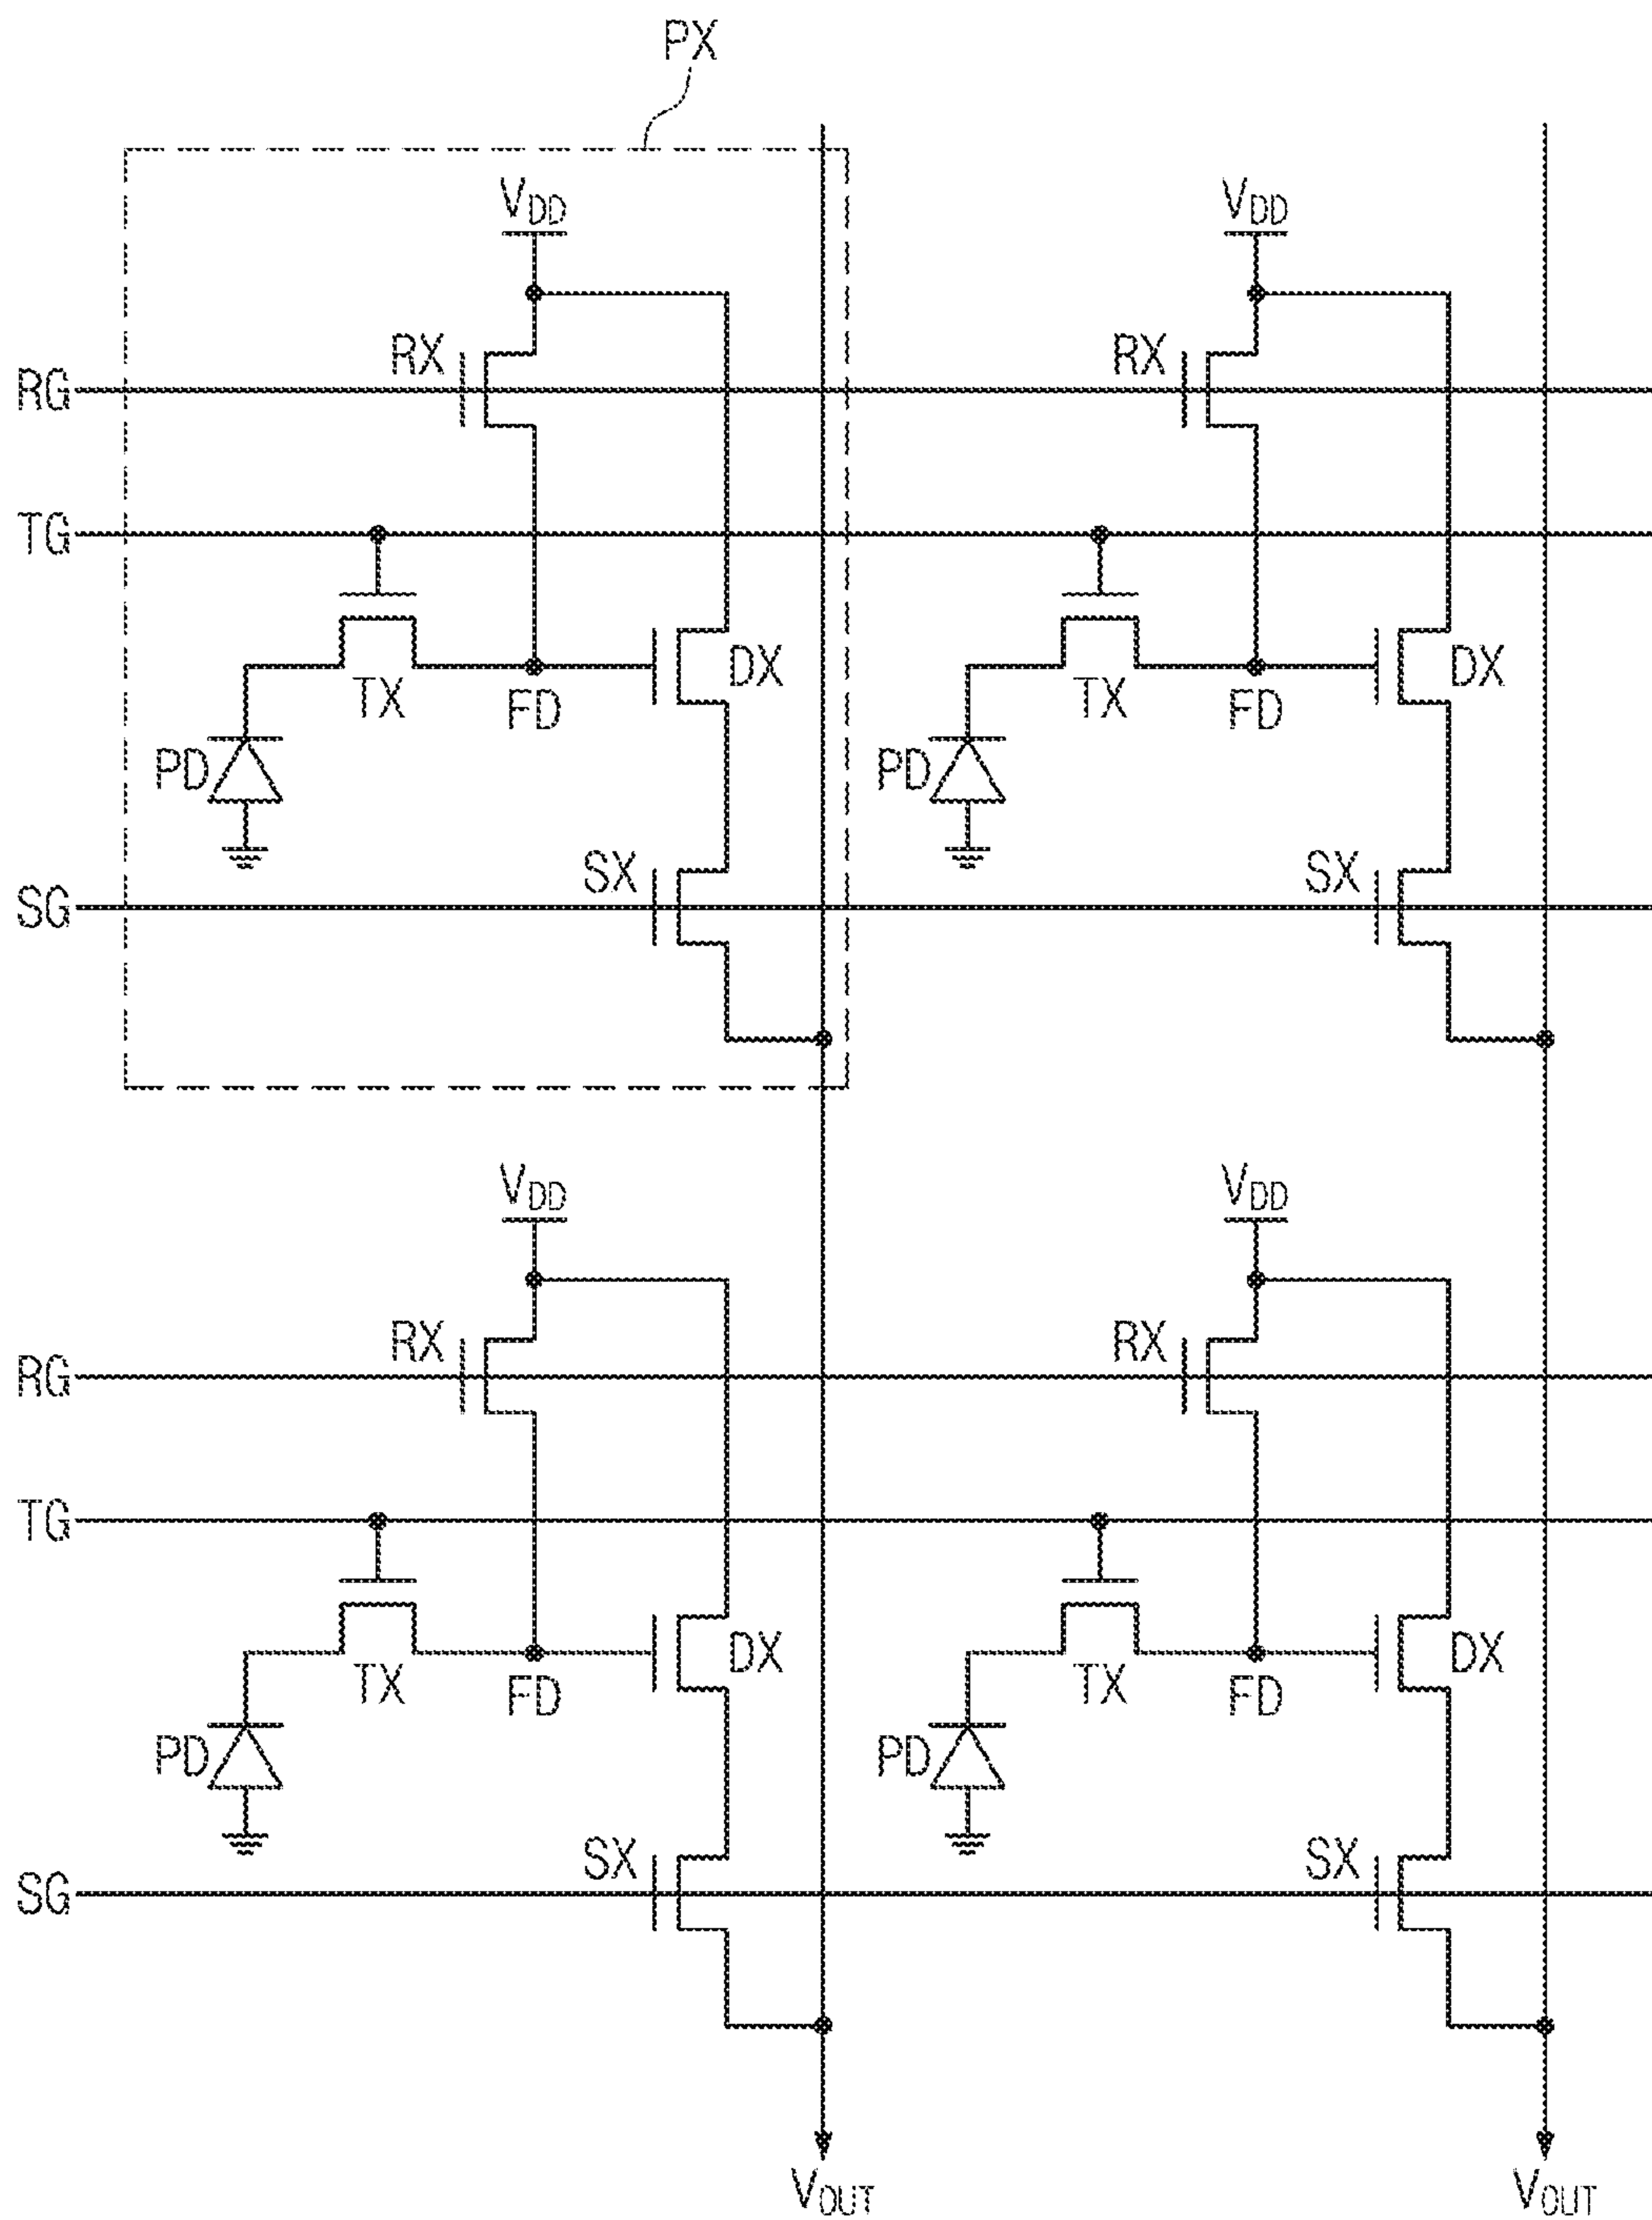 PX
VDD VDD
RX RX
RG
TG
DX DX
TX FD TX FD
PD PD
SX SX
SG
VDD VDD
RX RX
RG
TG
DX DX
TX FD TX FD
PD PD
SX SX
SG
VOUT VOUT